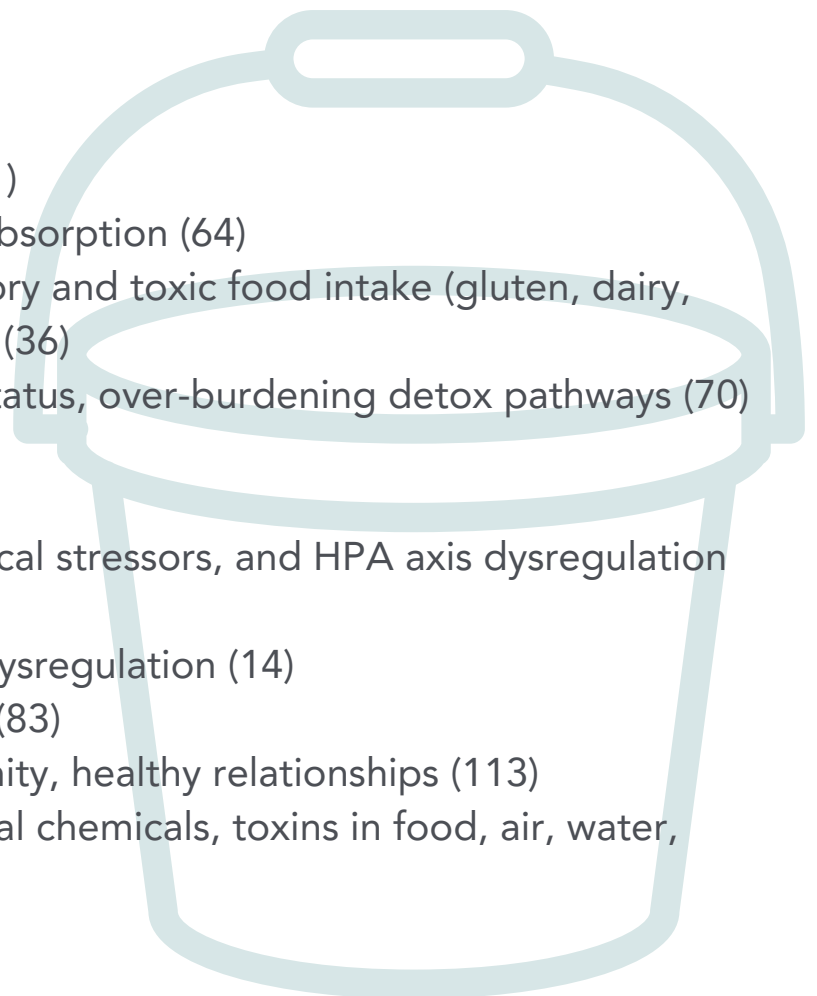 )
bsorption (64)
ory and toxic food intake (gluten, dairy,
(36)
tatus, over-burdening detox pathways (70)
cal stressors, and HPA axis dysregulation
ysregulation (14)
(83)
nity, healthy relationships (113)
al chemicals, toxins in food, air, water,